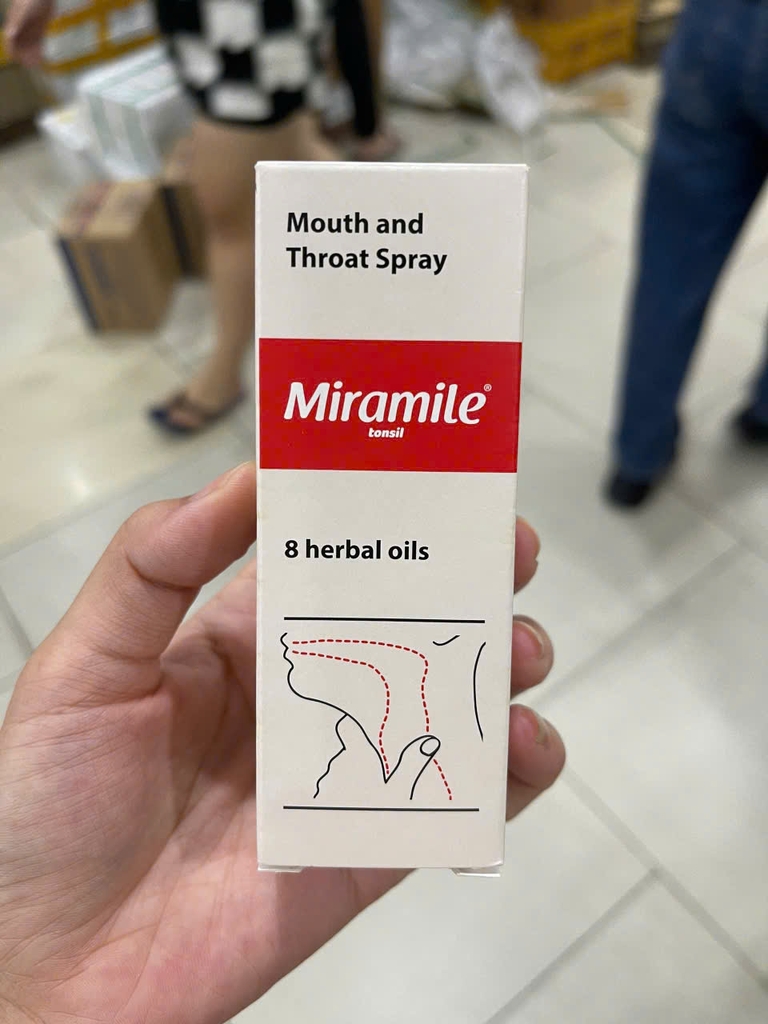 Mouth and
Throat Spray
Miramile®
tonsil
8 herbal oils